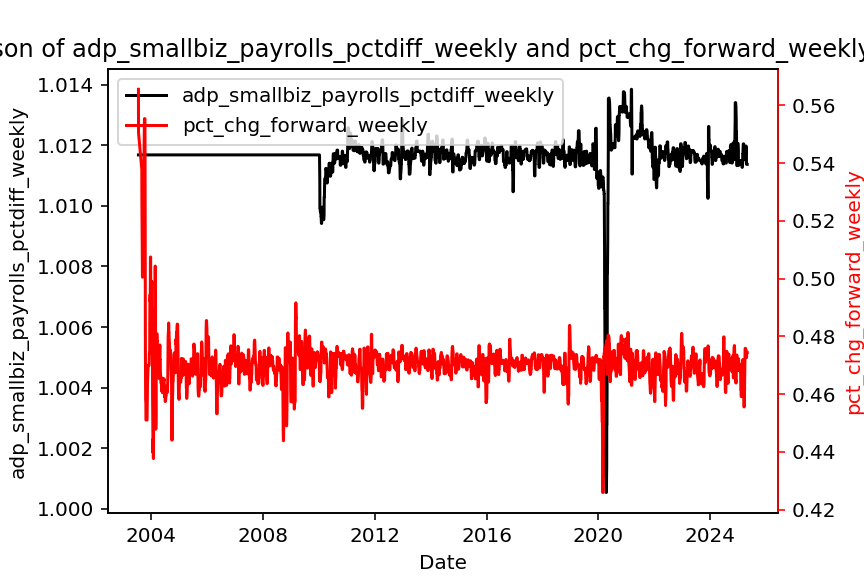 son of adp_smallbiz_payrolls_pctdiff_weekly and pct_chg_forward_weekly
adp_smallbiz_payrolls_pctdiff_weekly
pct_chg_forward_weekly
1.014
1.012
1.010
1.008
1.006
1.004
1.002
1.000
adp_smallbiz_payrolls_pctdiff_weekly
0.56
0.54
0.52
0.50
0.48
0.46
0.44
0.42
pct_chg_forward_weekly
2004 2008 2012 2016 2020 2024
Date